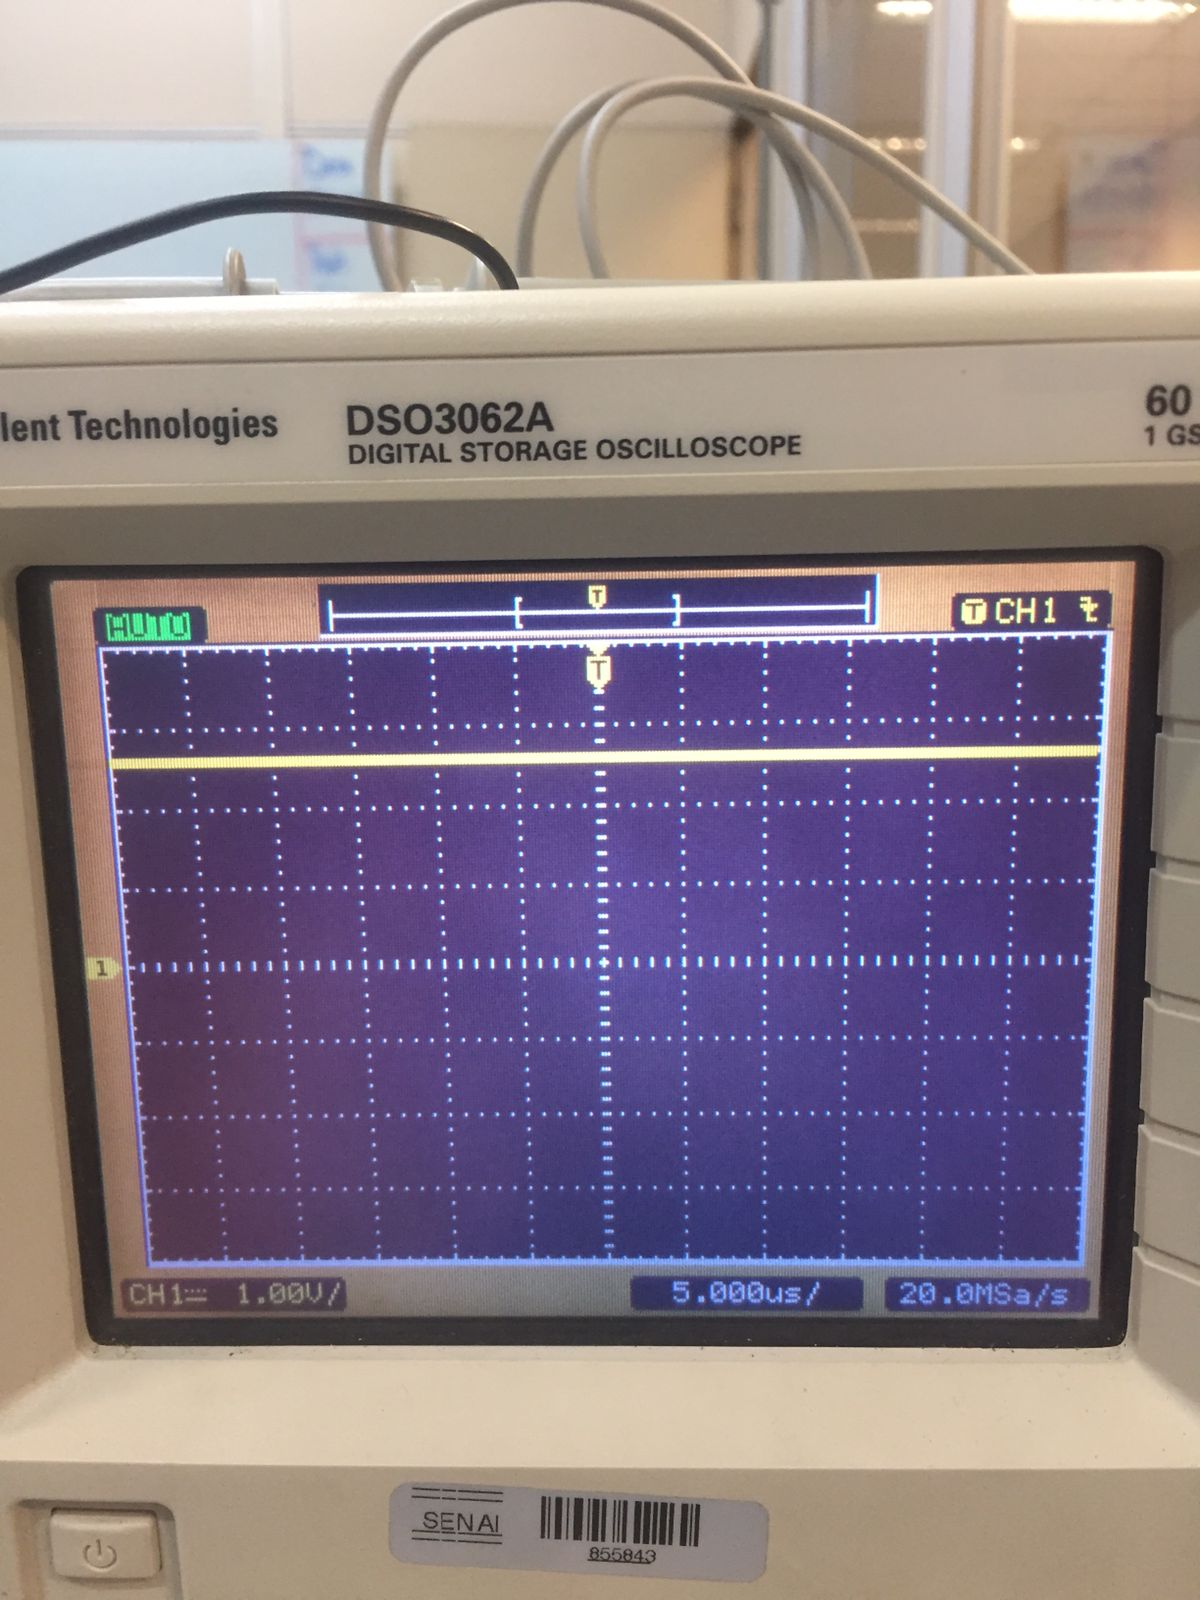 lent Technologies
DSO3062A
DIGITAL STORAGE OSCILLOSCOPE
60
1 GS
AUTO
T
T CH1
T
1
CH1 1.00V/
5.000us/
20.0MSa/s
SENAI
855843